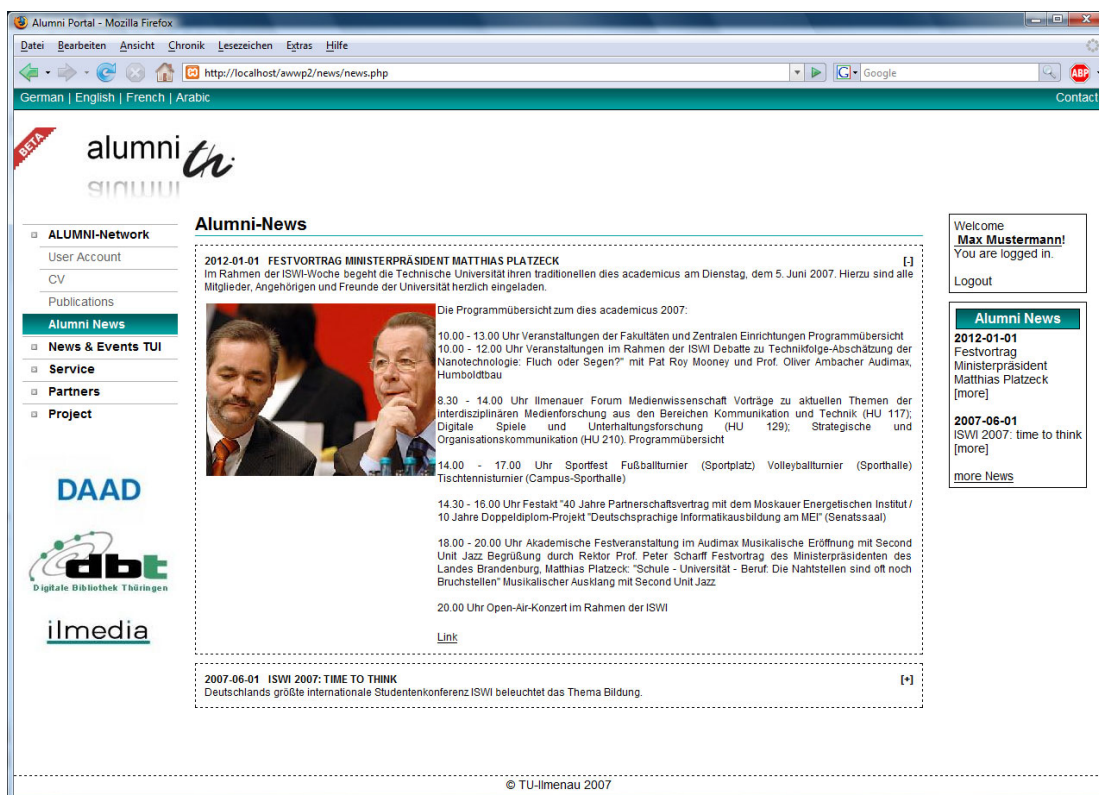 Alumni Portal - Mozilla Firefox
Datei Bearbeiten Ansicht Chronik Lesezeichen Extras Hilfe
http://localhost/awwp2/news/news.php
G
Google
ABP
German | English | French | Arabic
Contact
BETA
alumni th.
alumni
Alumni-News
ALUMNI-Network
User Account
CV
Publications
Alumni News
News & Events TUI
Service
Partners
Project
DAAD
dbt
Digitale Bibliothek Thüringen
ilmedia
2012-01-01 FESTVORTRAG MINISTERPRÄSIDENT MATTHIAS PLATZECK [-]
Im Rahmen der ISWI-Woche begeht die Technische Universität ihren traditionellen dies academicus am Dienstag, dem 5. Juni 2007. Hierzu sind alle
Mitglieder, Angehörigen und Freunde der Universität herzlich eingeladen.
Die Programmübersicht zum dies academicus 2007:
10.00 - 13.00 Uhr Veranstaltungen der Fakultäten und Zentralen Einrichtungen Programmübersicht
10.00 - 12.00 Uhr Veranstaltungen im Rahmen der ISWI Debatte zu Technikfolge-Abschätzung der
Nanotechnologie: Fluch oder Segen?" mit Pat Roy Mooney und Prof. Oliver Ambacher Audimax,
Humboldtbau
8.30 - 14.00 Uhr Ilmenauer Forum Medienwissenschaft Vorträge zu aktuellen Themen der
interdisziplinären Medienforschung aus den Bereichen Kommunikation und Technik (HU 117);
Digitale Spiele und Unterhaltungsforschung (HU 129); Strategische und
Organisationskommunikation (HU 210). Programmübersicht
14.00 - 17.00 Uhr Sportfest Fußballturnier (Sportplatz) Volleyballturnier (Sporthalle)
Tischtennisturnier (Campus-Sporthalle)
14.30 - 16.00 Uhr Festakt "40 Jahre Partnerschaftsvertrag mit dem Moskauer Energetischen Institut /
10 Jahre Doppeldiplom-Projekt "Deutschsprachige Informatikausbildung am MEI" (Senatssaal)
18.00 - 20.00 Uhr Akademische Festveranstaltung im Audimax Musikalische Eröffnung mit Second
Unit Jazz Begrüßung durch Rektor Prof. Peter Scharff Festvortrag des Ministerpräsidenten des
Landes Brandenburg, Matthias Platzeck: "Schule - Universität - Beruf: Die Nahtstellen sind oft noch
Bruchstellen" Musikalischer Ausklang mit Second Unit Jazz
20.00 Uhr Open-Air-Konzert im Rahmen der ISWI
Link
2007-06-01 ISWI 2007: TIME TO THINK [+]
Deutschlands größte internationale Studentenkonferenz ISWI beleuchtet das Thema Bildung.
Welcome
Max Mustermann!
You are logged in.
Logout
Alumni News
2012-01-01
Festvortrag
Ministerpräsident
Matthias Platzeck
[more]
2007-06-01
ISWI 2007: time to think
[more]
more News
© TU-Ilmenau 2007